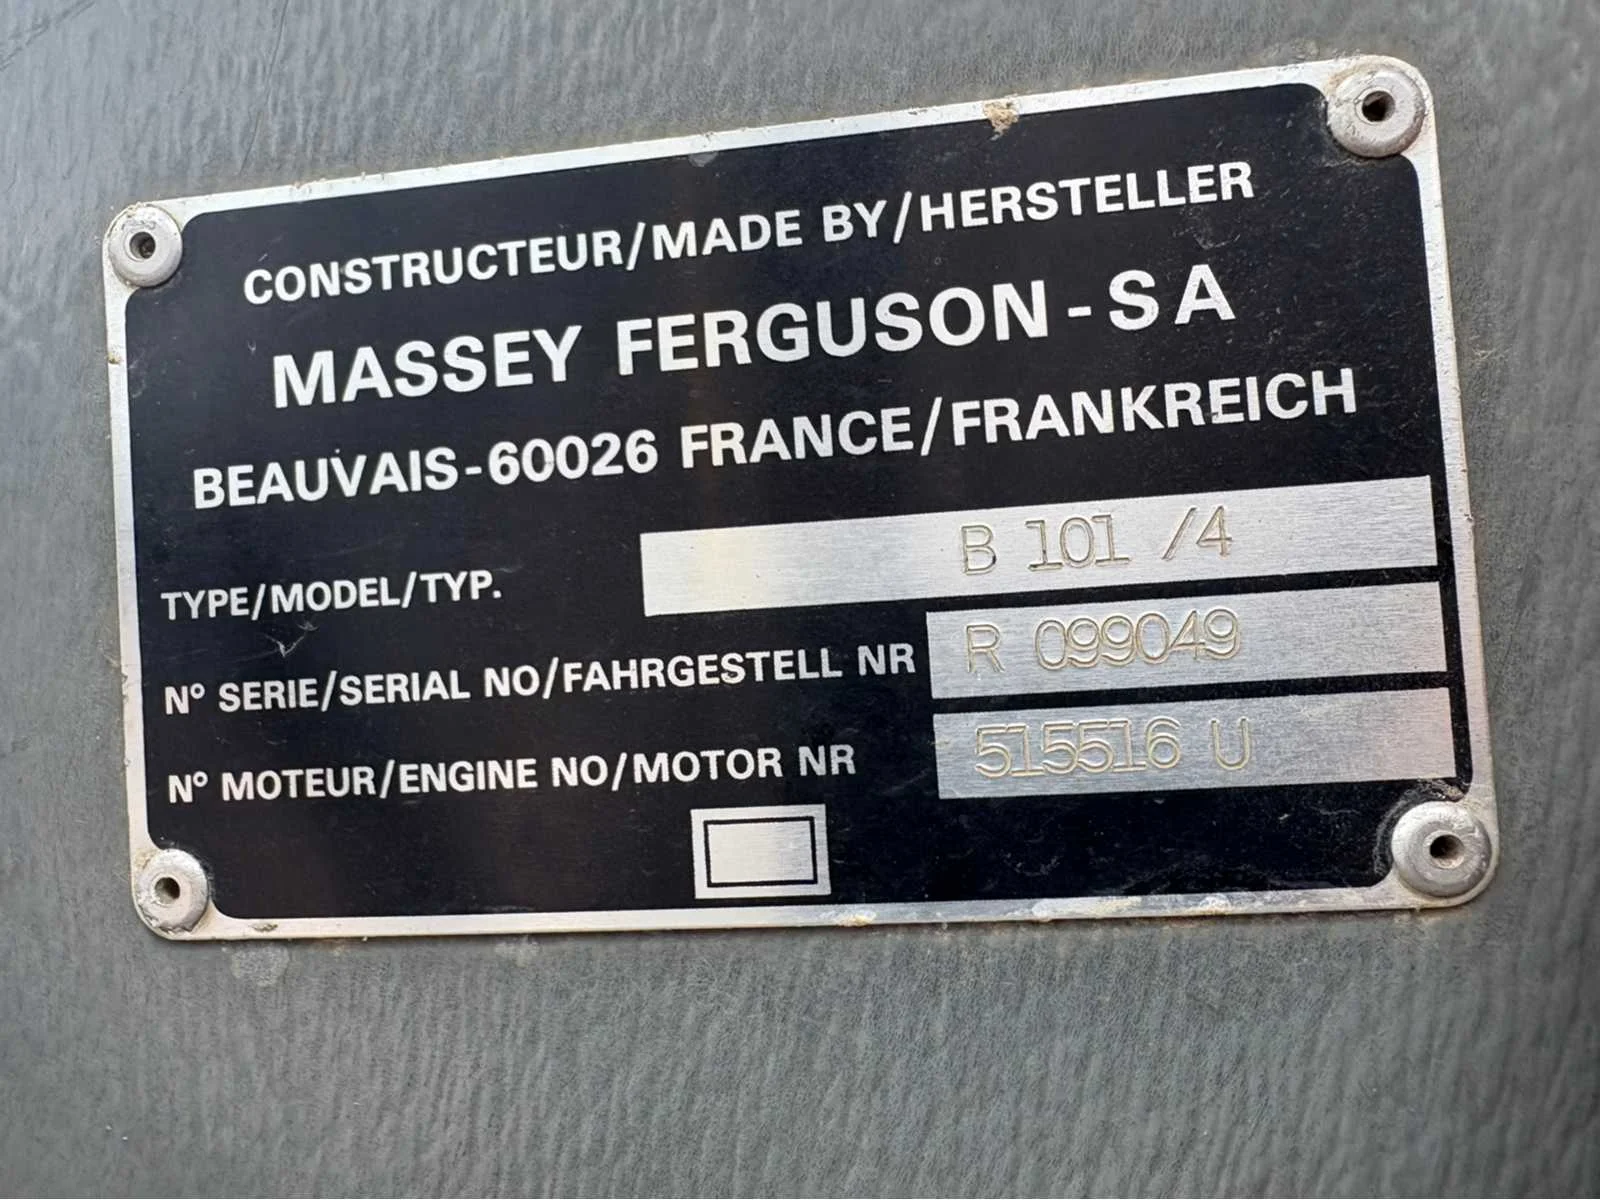 CONSTRUCTEUR/MADE BY/HERSTELLER
MASSEY FERGUSON-SA
BEAUVAIS-60026 FRANCE/FRANKREICH
TYPE/MODEL/TYP. B 101 /4
N° SERIE/SERIAL NO/FAHRGESTELL NR R 099049
N° MOTEUR/ENGINE NO/MOTOR NR 515516 U